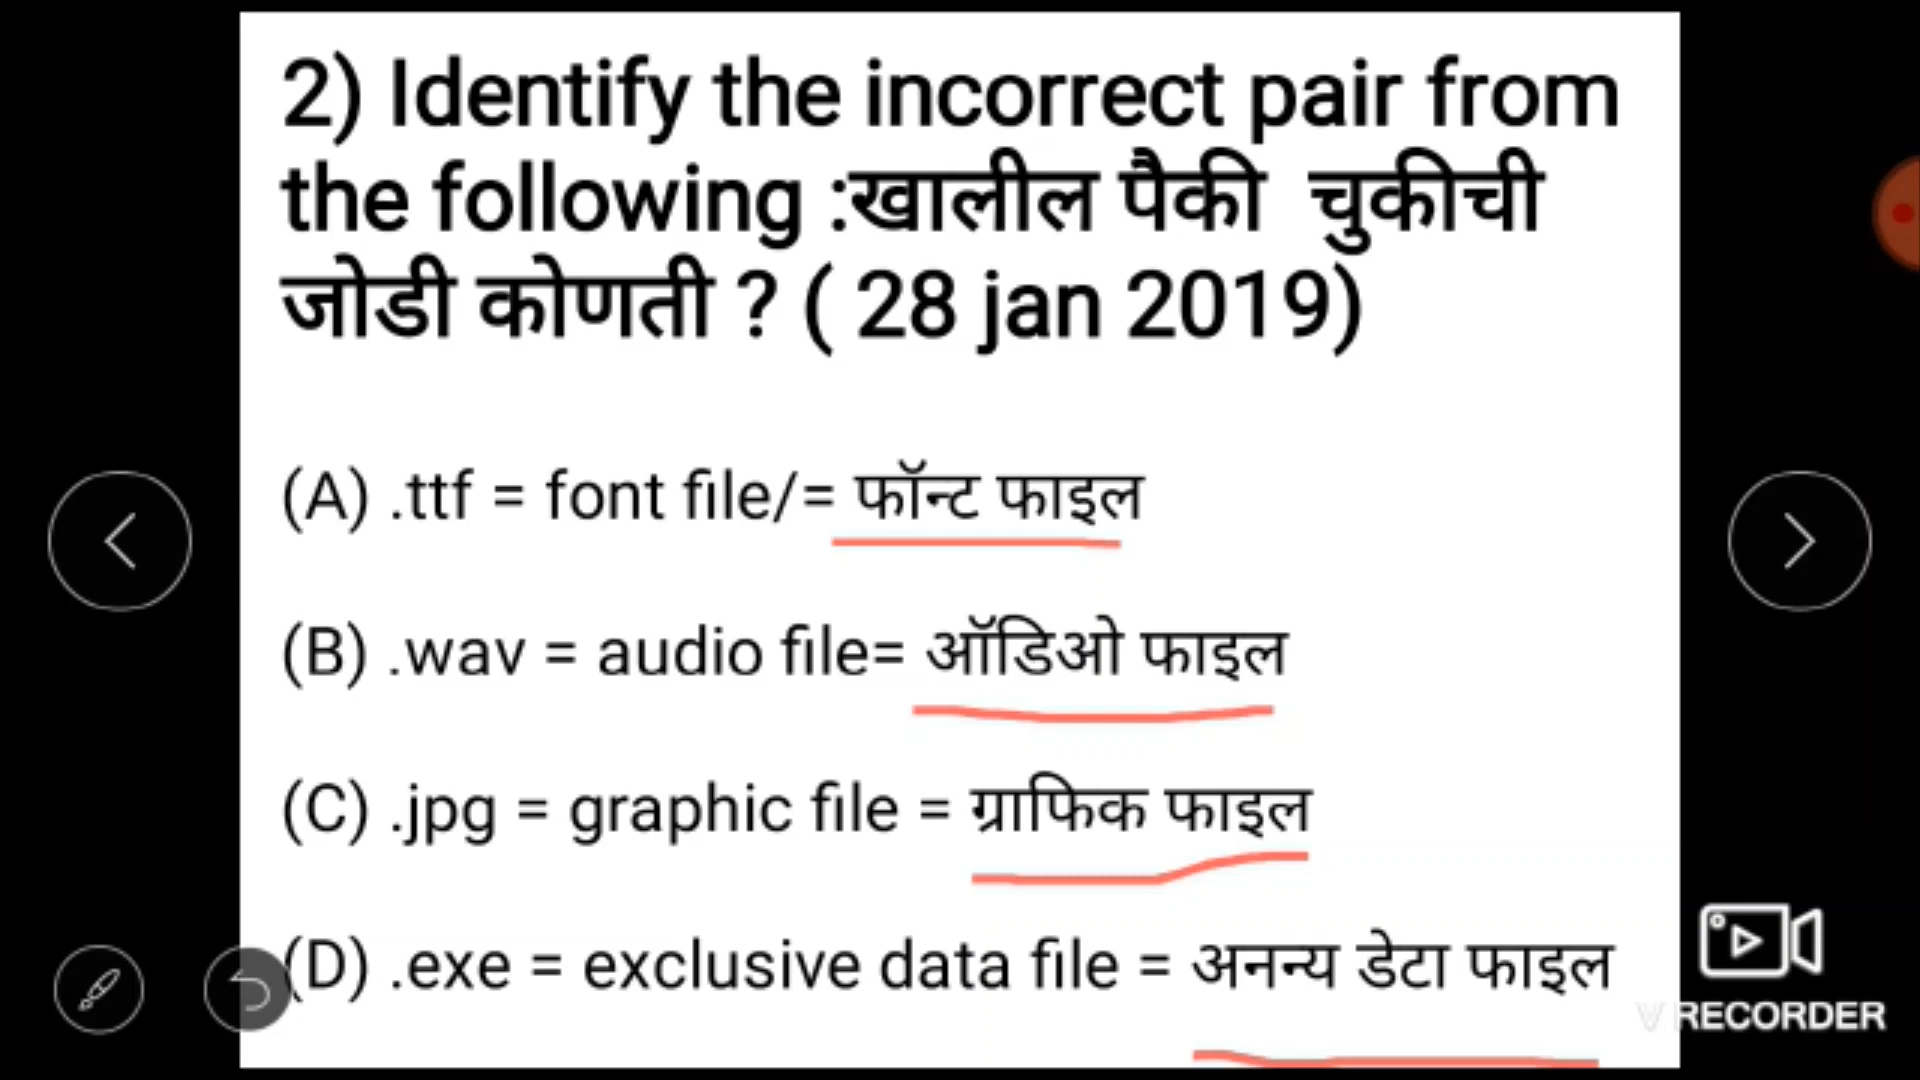 2) Identify the incorrect pair from
the following :खालील पैकी चुकीची
जोडी कोणती ? ( 28 jan 2019)
(A) .ttf = font file/= फॉन्ट फाइल
(B) .wav = audio file= ऑडिओ फाइल
(C) .jpg = graphic file = ग्राफिक फाइल
(D) .exe = exclusive data file = अनन्य डेटा फाइल
V RECORDER